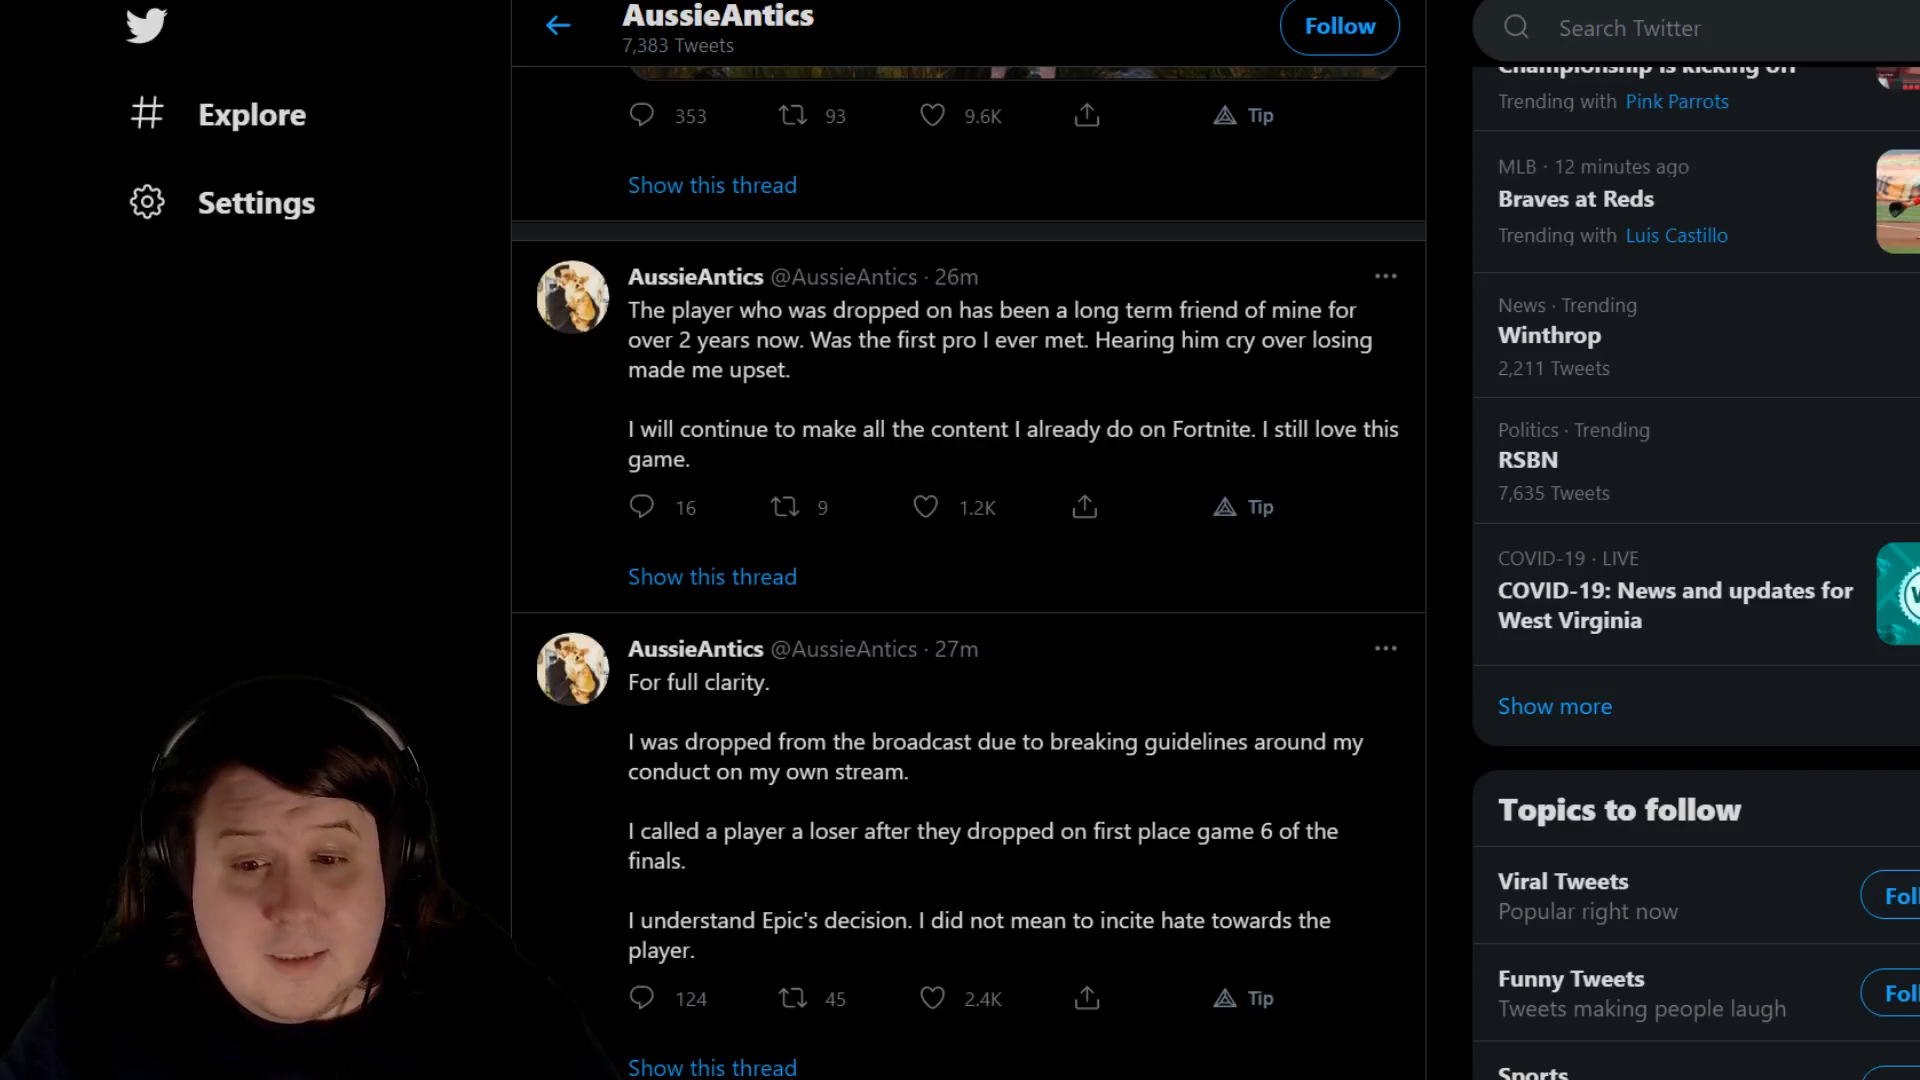 AussieAntics
7,383 Tweets
Follow
Search Twitter
Explore
Settings
353
93
9.6K
Tip
Show this thread
AussieAntics @AussieAntics · 26m
The player who was dropped on has been a long term friend of mine for
over 2 years now. Was the first pro I ever met. Hearing him cry over losing
made me upset.
I will continue to make all the content I already do on Fortnite. I still love this
game.
16
9
1.2K
Tip
Show this thread
AussieAntics @AussieAntics · 27m
For full clarity.
I was dropped from the broadcast due to breaking guidelines around my
conduct on my own stream.
I called a player a loser after they dropped on first place game 6 of the
finals.
I understand Epic's decision. I did not mean to incite hate towards the
player.
124
45
2.4K
Tip
Show this thread
Championship is kicking off
Trending with Pink Parrots
MLB · 12 minutes ago
Braves at Reds
Trending with Luis Castillo
News · Trending
Winthrop
2,211 Tweets
Politics · Trending
RSBN
7,635 Tweets
COVID-19 · LIVE
COVID-19: News and updates for
West Virginia
Show more
Topics to follow
Viral Tweets
Popular right now
Foll
Funny Tweets
Tweets making people laugh
Foll
Sports